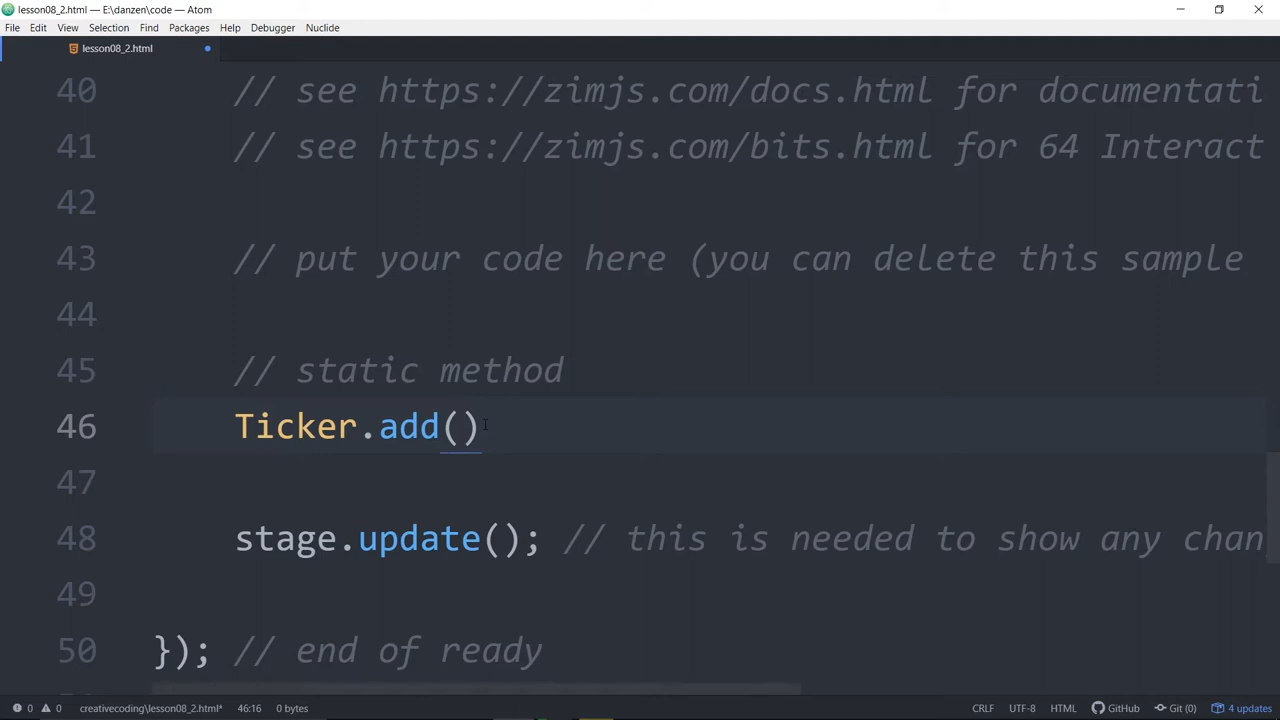 lesson08_2.html — E:\danzen\code — Atom
File Edit View Selection Find Packages Help Debugger Nuclide
lesson08_2.html
40 // see https://zimjs.com/docs.html for documentati
41 // see https://zimjs.com/bits.html for 64 Interact
42
43 // put your code here (you can delete this sample
44
45 // static method
46 Ticker.add()
47
48 stage.update(); // this is needed to show any chan
49
50 }); // end of ready
0 0 creativecoding\lesson08_2.html* 46:16 0 bytes CRLF UTF-8 HTML GitHub Git (0) 4 updates